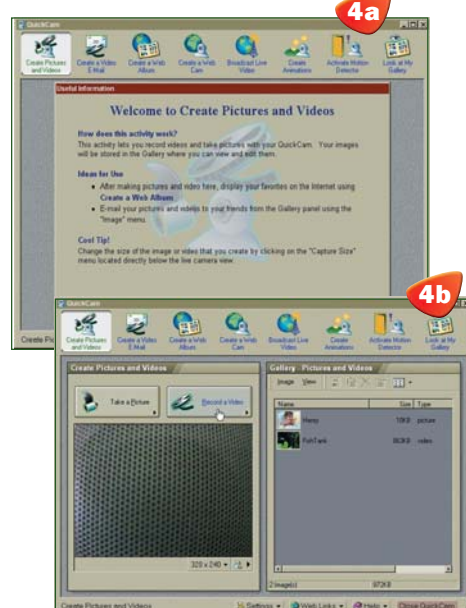 4a
QuickCam
Create Pictures and Videos
Create a Video E-Mail
Create a Web Album
Create a Web Cam
Broadcast Live Video
Create Animations
Activate Motion Detector
Look at My Gallery
Useful Information
Welcome to Create Pictures and Videos
How does this activity work?
This activity lets you record videos and take pictures with your QuickCam. Your images
will be stored in the Gallery where you can view and edit them.
Ideas for Use
After making pictures and video here, display your favorites on the Internet using
Create a Web Album
E-mail your pictures and videos to your friends from the Gallery panel using the
"Image" menu.
Cool Tip!
Change the size of the image or video that you create by clicking on the "Capture Size"
menu located directly below the live camera view.
Create Pic
4b
QuickCam
Create Pictures and Videos
Create a Video E-Mail
Create a Web Album
Create a Web Cam
Broadcast Live Video
Create Animations
Activate Motion Detector
Look at My Gallery
Create Pictures and Videos
Gallery - Pictures and Videos
Take a Picture
Record a Video
Image View
Name Size Type
picture
FishTank video
320 x 240
2 Image(s)
Create Pictures and Videos
Settings Web Links Help Close QuickCam